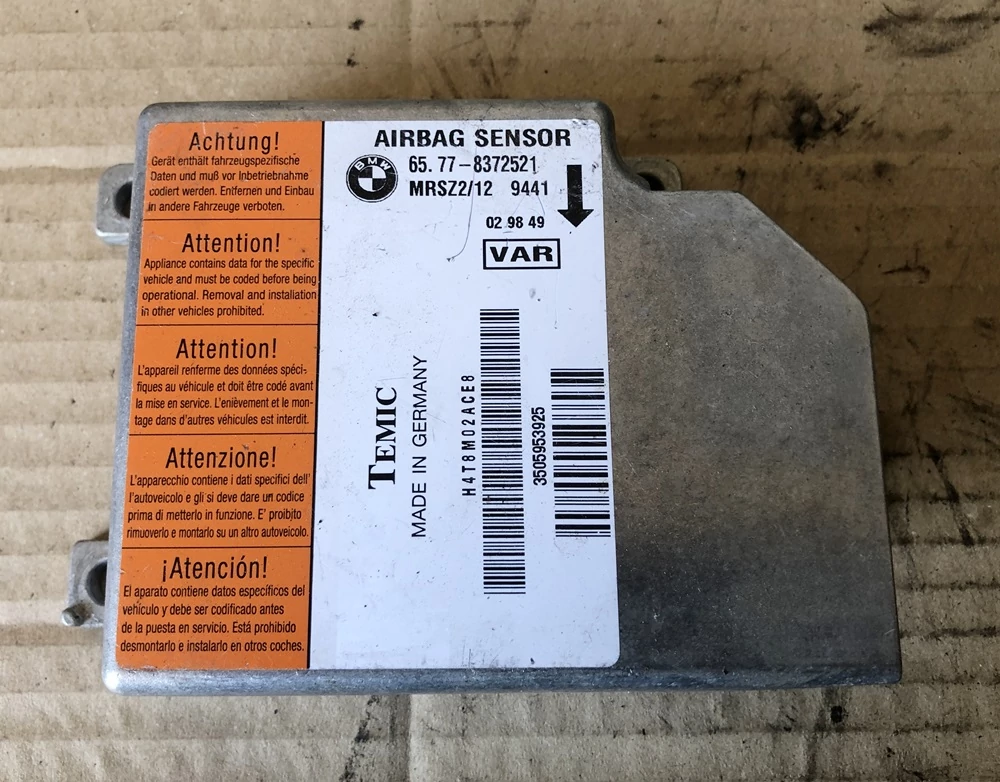 Achtung!
Gerät enthält fahrzeugspezifische
Daten und muß vor Inbetriebnahme
codiert werden. Entfernen und Einbau
in andere Fahrzeuge verboten.
Attention!
Appliance contains data for the specific
vehicle and must be coded before being
operational. Removal and installation
in other vehicles prohibited.
Attention!
L'appareil renferme des données spéci-
fiques au véhicule et doit être codé avant
la mise en service. L'enièvement et le mon-
tage dans d'autres véhicules est interdit.
Attenzione!
L'apparecchio contiene i dati specifici dell'
l'autoveicolo e gli si deve dare un codice
prima di metterlo in funzione. E' proibito
rimuoverlo e montarlo su un altro autoveicolo.
¡Atención!
El aparato contiene datos específicos del
vehículo y debe ser codificado antes
de la puesta en servicio. Está prohibido
desmontarlo e instalarlo en otros coches.
AIRBAG SENSOR
BMW
65.77-8372521
MRSZ2/12 9441
02 98 49
VAR
TEMIC
MADE IN GERMANY
H4T8M02ACE8
3505953925